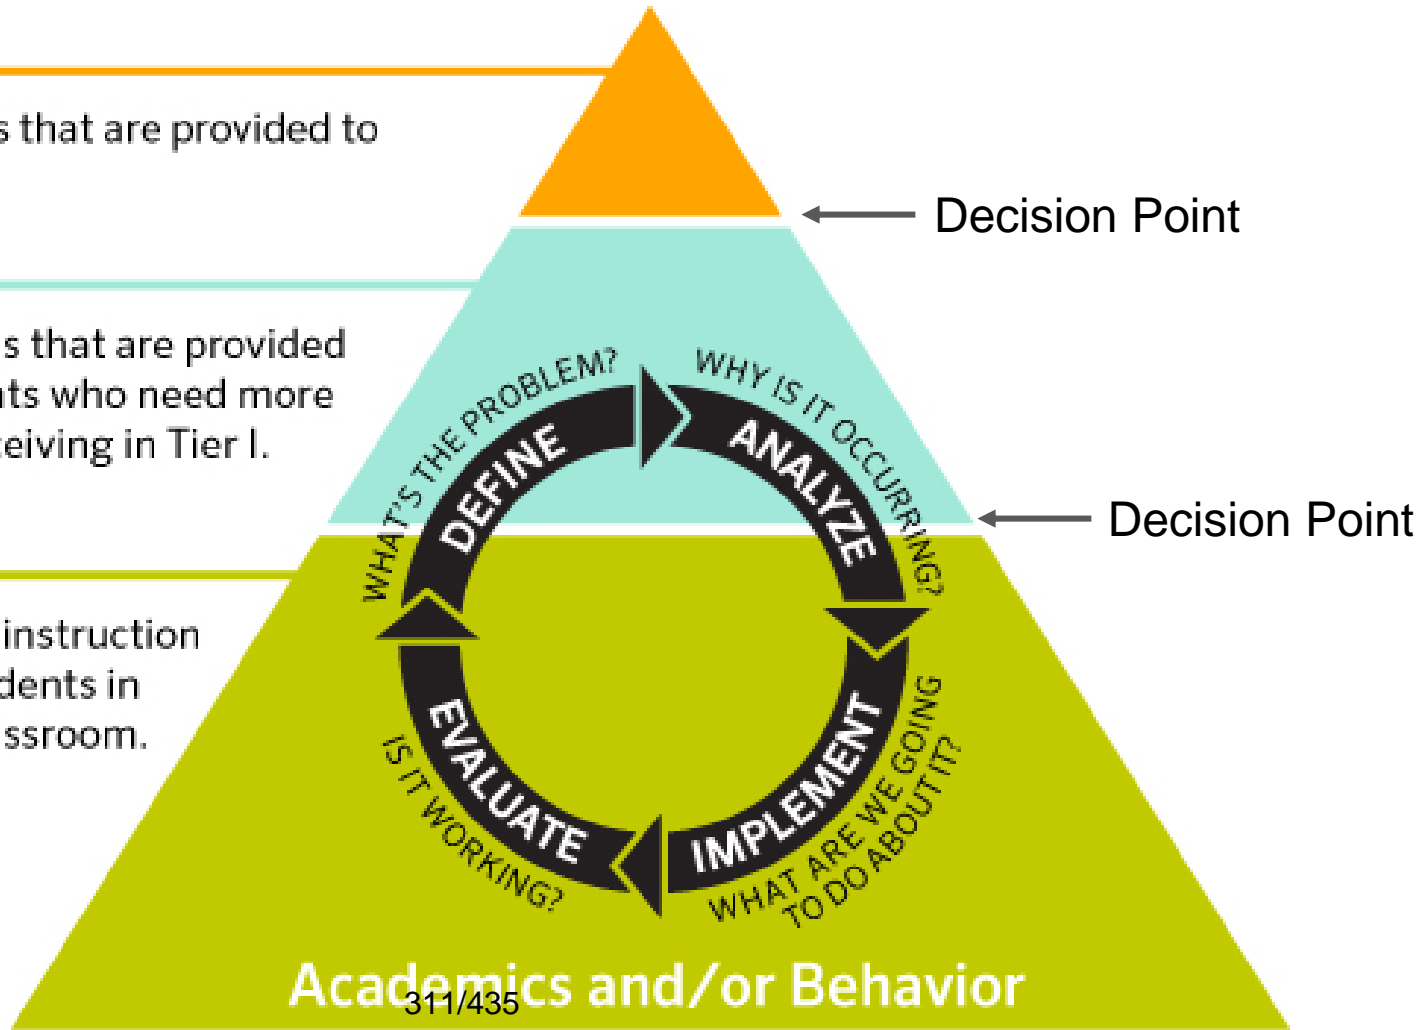 s that are provided to
Decision Point
s that are provided
nts who need more
ceiving in Tier I.
WHAT'S THE PROBLEM?
WHY IS IT OCCURRING?
DEFINE
ANALYZE
Decision Point
instruction
dents in
ssroom.
EVALUATE
IMPLEMENT
IS IT WORKING?
WHAT ARE WE GOING
TO DO ABOUT IT?
Academics and/or Behavior
311/435